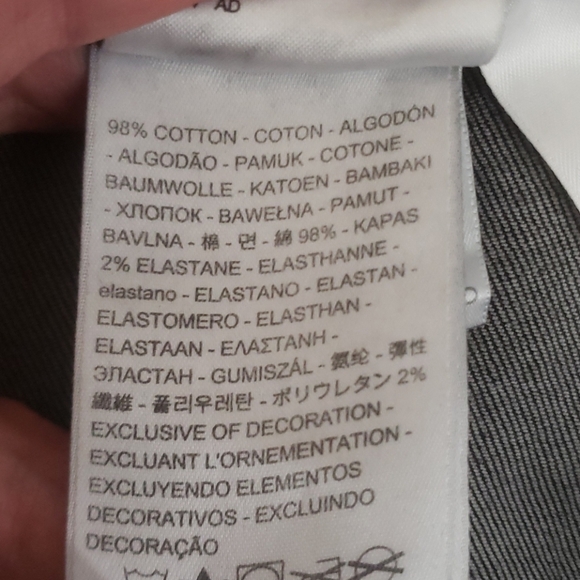 AD
98% COTTON - COTON - ALGODÓN
- ALGODÃO - PAMUK - COTONE -
BAUMWOLLE - KATOEN - BAMBAKI
- ХЛОПОК - BAWEŁNA - PAMUT -
BAVLNA - 棉 - 면 - 綿 98% - KAPAS
2% ELASTANE - ELASTHANNE -
elastano - ELASTANO - ELASTAN -
ELASTOMERO - ELASTHAN -
ELASTAAN - ΕΛΑΣΤΑΝΗ -
ЭЛАСТАН - GUMISZÁL - 氨纶 - 彈性
纖維 - 폴리우레탄 - ポリウレタン 2%
EXCLUSIVE OF DECORATION -
EXCLUANT L'ORNEMENTATION -
EXCLUYENDO ELEMENTOS
DECORATIVOS - EXCLUINDO
DECORAÇÃO